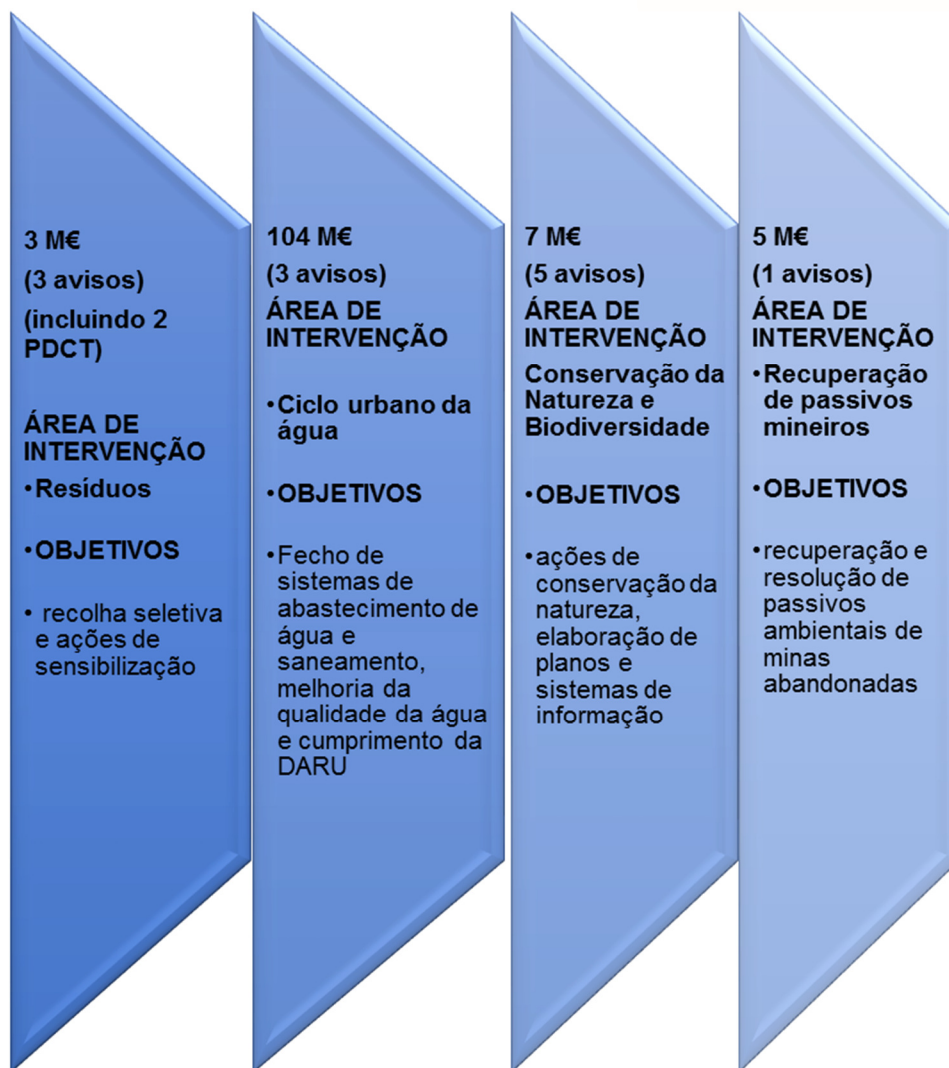 3 M€
(3 avisos)
(incluindo 2
PDCT)
ÁREA DE
INTERVENÇÃO
•Resíduos
•OBJETIVOS
• recolha seletiva
e ações de
sensibilização
104 M€
(3 avisos)
ÁREA DE
INTERVENÇÃO
•Ciclo urbano da
água
•OBJETIVOS
•Fecho de
sistemas de
abastecimento de
água e
saneamento,
melhoria da
qualidade da água
e cumprimento da
DARU
7 M€
(5 avisos)
ÁREA DE
INTERVENÇÃO
Conservação da
Natureza e
Biodiversidade
•OBJETIVOS
•ações de
conservação da
natureza,
elaboração de
planos e
sistemas de
informação
5 M€
(1 avisos)
ÁREA DE
INTERVENÇÃO
•Recuperação
de passivos
mineiros
•OBJETIVOS
•recuperação e
resolução de
passivos
ambientais de
minas
abandonadas